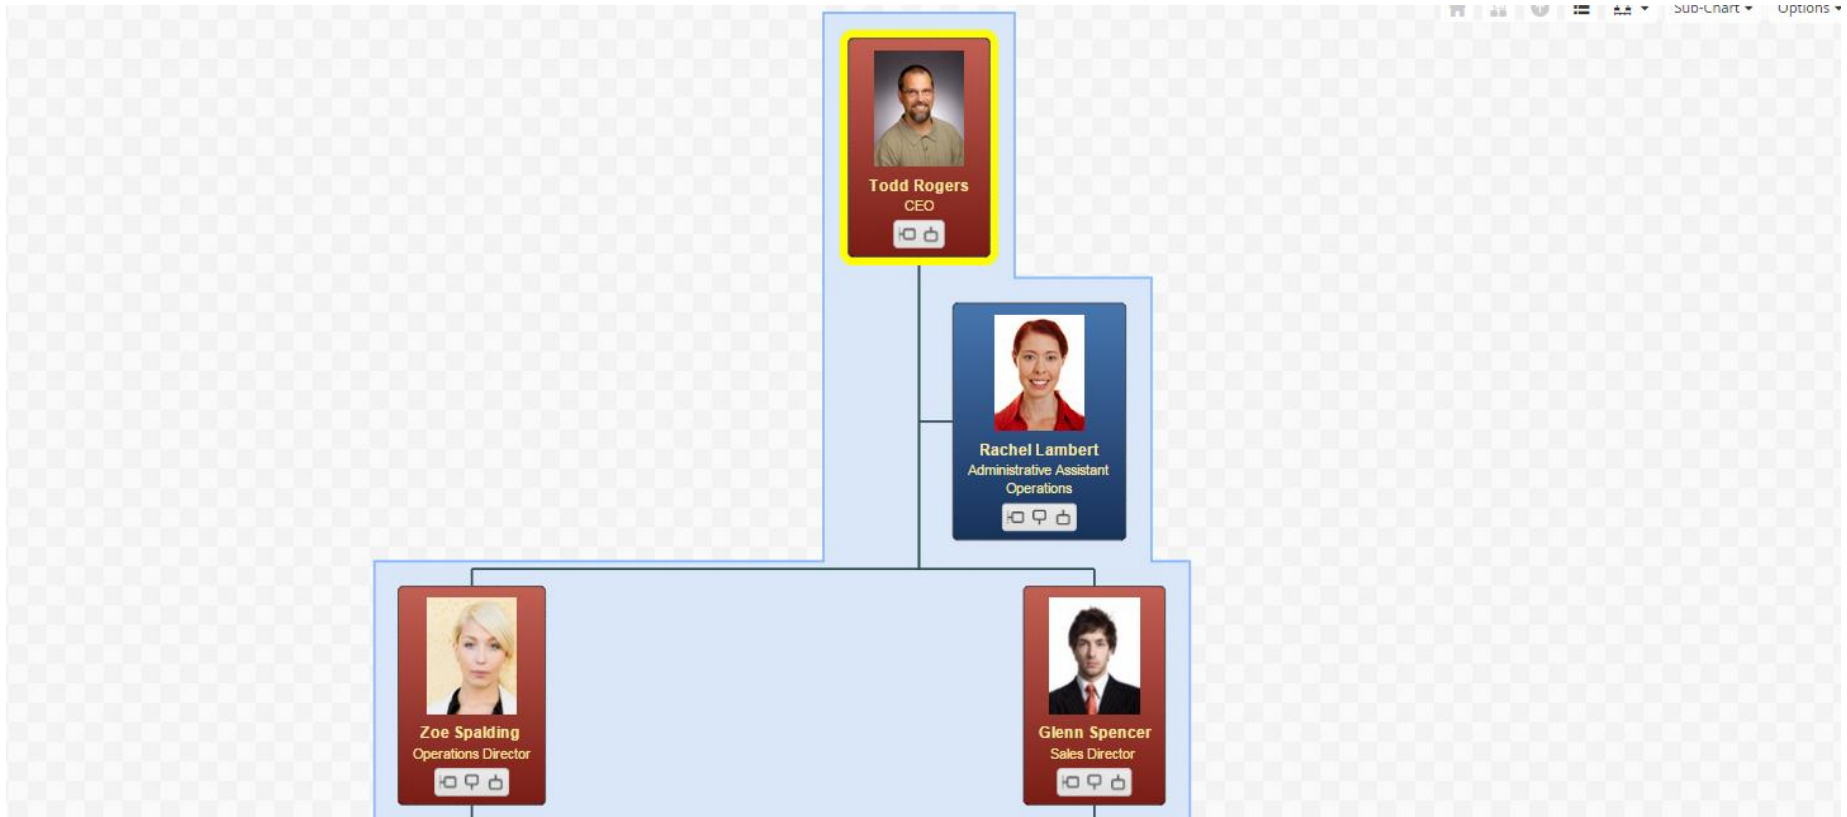 Sub-Chart
Options
Todd Rogers
CEO
Rachel Lambert
Administrative Assistant
Operations
Zoe Spalding
Operations Director
Glenn Spencer
Sales Director